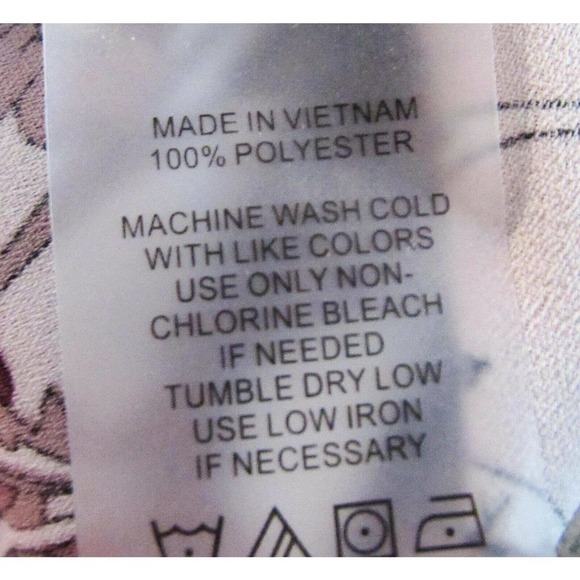 MADE IN VIETNAM
100% POLYESTER
MACHINE WASH COLD
WITH LIKE COLORS
USE ONLY NON-
CHLORINE BLEACH
IF NEEDED
TUMBLE DRY LOW
USE LOW IRON
IF NECESSARY